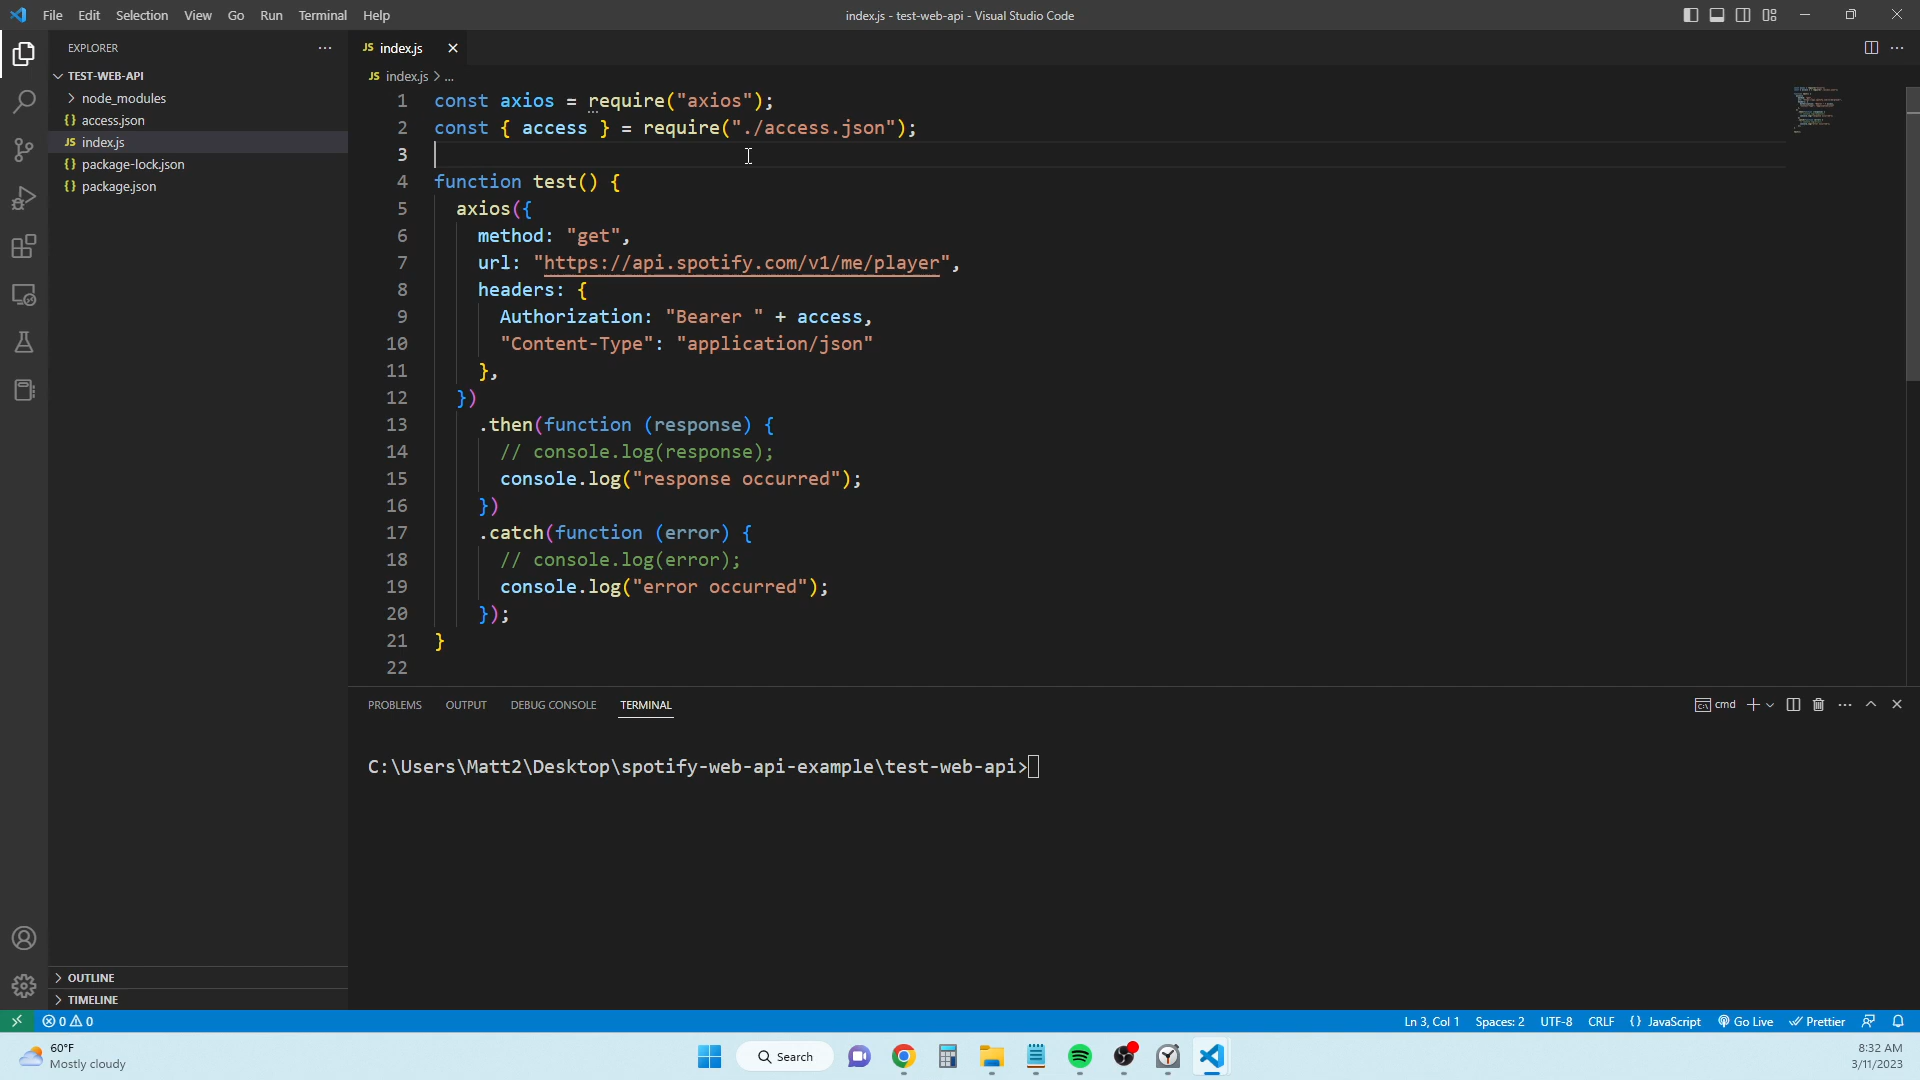 File Edit Selection View Go Run Terminal Help
index.js - test-web-api - Visual Studio Code
EXPLORER
TEST-WEB-API
node_modules
access.json
JS index.js
{} package-lock.json
{} package.json
OUTLINE
TIMELINE
JS index.js
JS index.js > ...
1 const axios = require("axios");
2 const { access } = require("./access.json");
3
4 function test() {
5 axios({
6 method: "get",
7 url: "https://api.spotify.com/v1/me/player",
8 headers: {
9 Authorization: "Bearer " + access,
10 "Content-Type": "application/json"
11 },
12 })
13 .then(function (response) {
14 // console.log(response);
15 console.log("response occurred");
16 })
17 .catch(function (error) {
18 // console.log(error);
19 console.log("error occurred");
20 });
21 }
22
PROBLEMS OUTPUT DEBUG CONSOLE TERMINAL
cmd
C:\Users\Matt2\Desktop\spotify-web-api-example\test-web-api>
0 0
Ln 3, Col 1 Spaces: 2 UTF-8 CRLF {} JavaScript Go Live Prettier
60°F
Mostly cloudy
Search
8:32 AM
3/11/2023